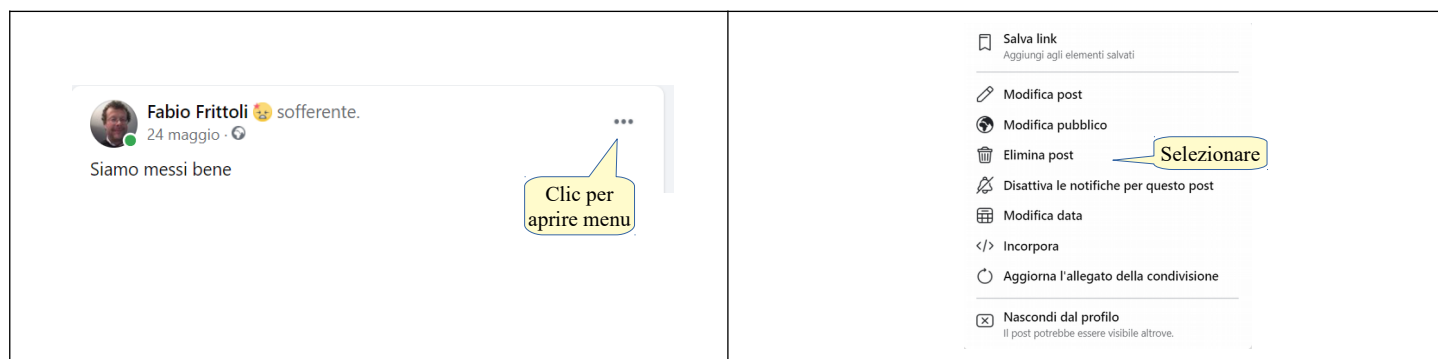 Fabio Frittoli sofferente.
24 maggio ·
Siamo messi bene
Clic per
aprire menu
Salva link
Aggiungi agli elementi salvati
Modifica post
Modifica pubblico
Elimina post
Selezionare
Disattiva le notifiche per questo post
Modifica data
Incorpora
Aggiorna l'allegato della condivisione
Nascondi dal profilo
Il post potrebbe essere visibile altrove.